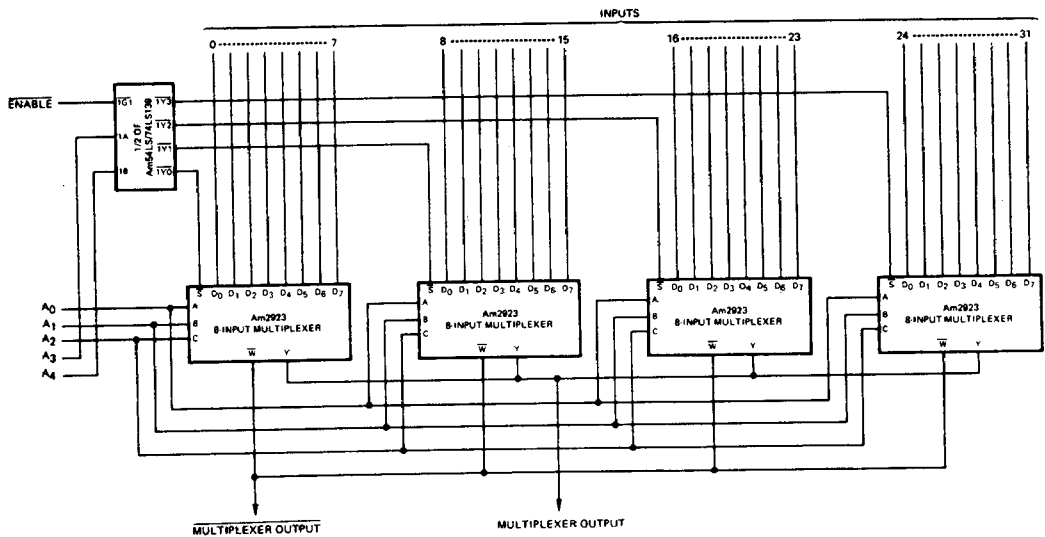 INPUTS
0 7 8 15 16 23 24 31
ENABLE
1G1 1Y3
1A 1Y2
1Y1
1B 1Y0
1/2 OF
Am54LS/74LS139
S D0 D1 D2 D3 D4 D5 D6 D7
A
B
C
Am2923
8-INPUT MULTIPLEXER
W Y
S D0 D1 D2 D3 D4 D5 D6 D7
A
B
C
Am2923
8-INPUT MULTIPLEXER
W Y
S D0 D1 D2 D3 D4 D5 D6 D7
A
B
C
Am2923
8-INPUT MULTIPLEXER
W Y
S D0 D1 D2 D3 D4 D5 D6 D7
A
B
C
Am2923
8-INPUT MULTIPLEXER
W Y
A0
A1
A2
A3
A4
MULTIPLEXER OUTPUT
MULTIPLEXER OUTPUT